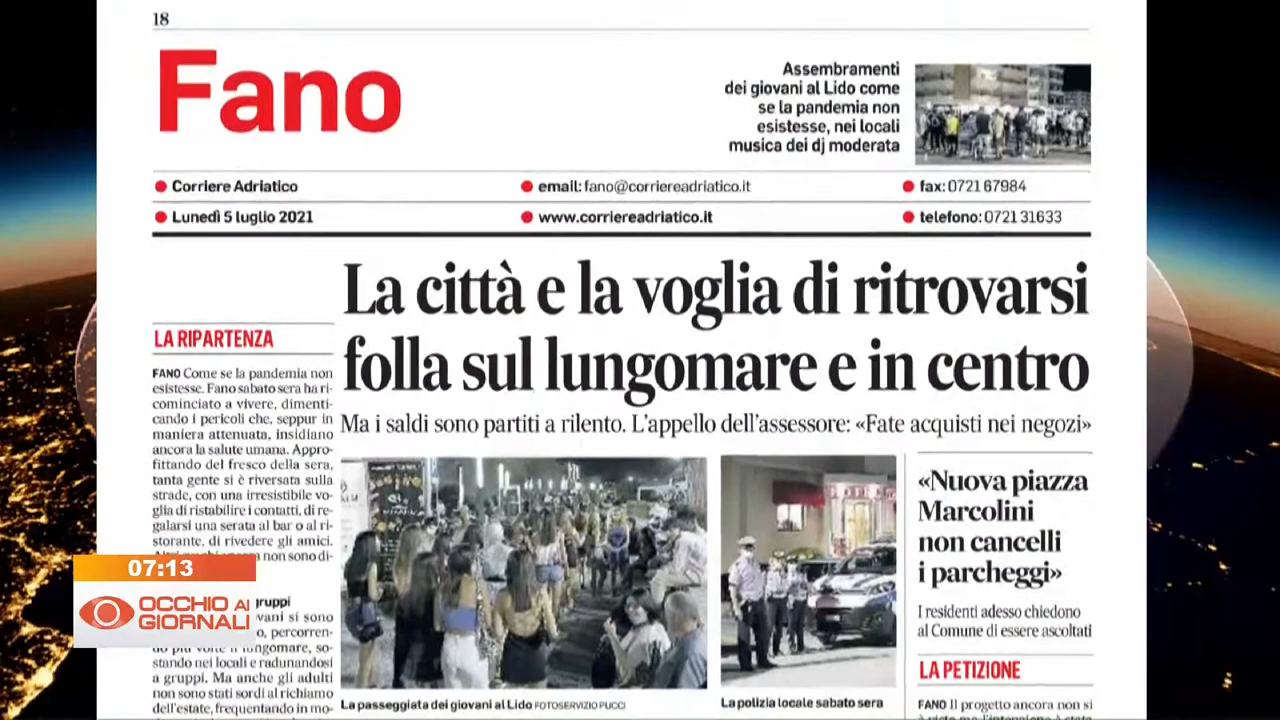 18
Fano
Assembramenti
dei giovani al Lido come
se la pandemia non
esistesse, nei locali
musica dei dj moderata
Corriere Adriatico
email: fano@corriereadriatico.it
fax: 0721 67984
Lunedì 5 luglio 2021
www.corriereadriatico.it
telefono: 0721 31633
La città e la voglia di ritrovarsi
folla sul lungomare e in centro
Ma i saldi sono partiti a rilento. L'appello dell'assessore: «Fate acquisti nei negozi»
LA RIPARTENZA
FANO Come se la pandemia non
esistesse. Fano sabato sera ha ri-
cominciato a vivere, dimenti-
cando i pericoli che, seppur in
maniera attenuata, insidiano
ancora la salute umana. Appro-
fittando del fresco della sera,
tanta gente si è riversata sulla
strade, con una irresistibile vo-
glia di ristabilire i contatti, di re-
galarsi una serata al bar o al ri-
storante, di rivedere gli amici.
non sono di-
gruppi
vani si sono
o, percorren-
do più volte il lungomare, so-
stando nei locali e radunandosi
a gruppi. Ma anche gli adulti
non sono stati sordi al richiamo
dell'estate, frequentando in mo-
07:13
OCCHIO AI
GIORNALI
La passeggiata dei giovani al Lido FOTOSERVIZIO PUCCI
La polizia locale sabato sera
«Nuova piazza
Marcolini
non cancelli
i parcheggi»
I residenti adesso chiedono
al Comune di essere ascoltati
LA PETIZIONE
FANO Il progetto ancora non si